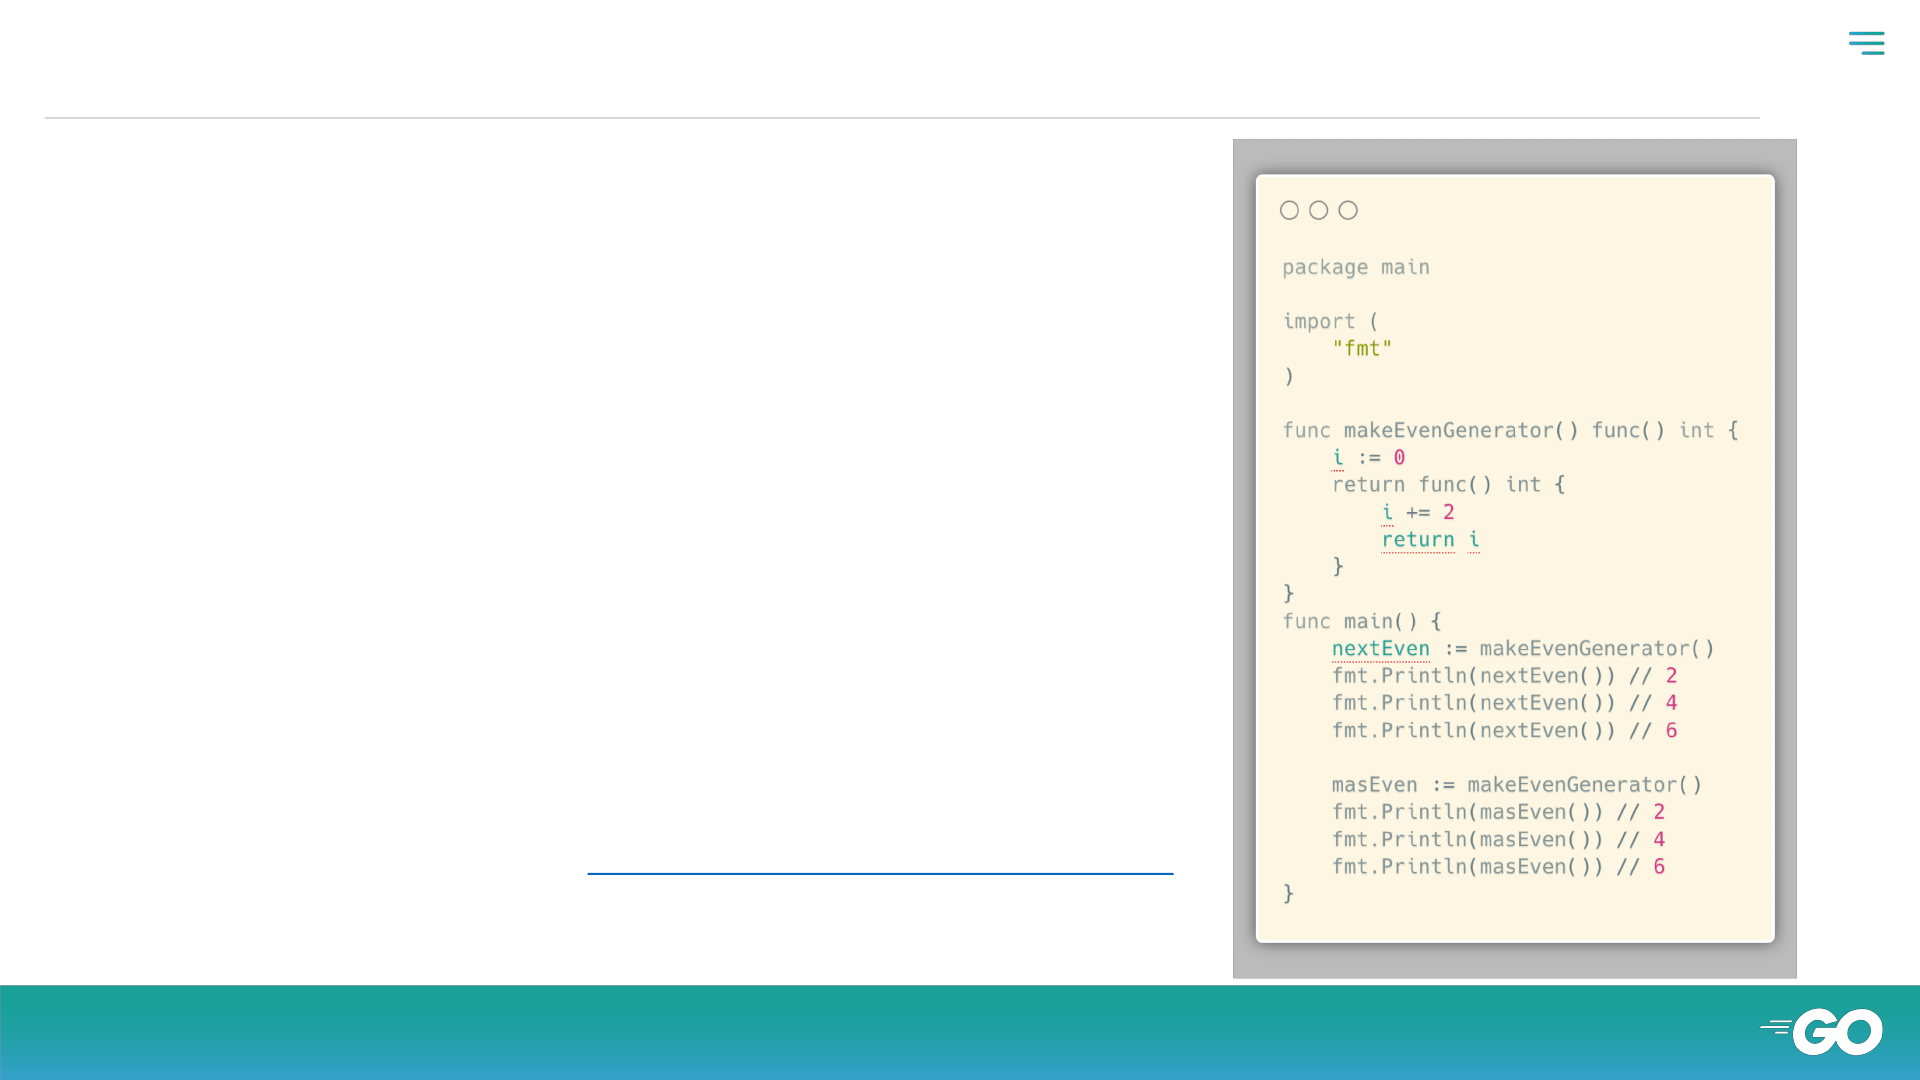 package main

import (
    "fmt"
)

func makeEvenGenerator() func() int {
    i := 0
    return func() int {
        i += 2
        return i
    }
}
func main() {
    nextEven := makeEvenGenerator()
    fmt.Println(nextEven()) // 2
    fmt.Println(nextEven()) // 4
    fmt.Println(nextEven()) // 6

    masEven := makeEvenGenerator()
    fmt.Println(masEven()) // 2
    fmt.Println(masEven()) // 4
    fmt.Println(masEven()) // 6
}
GO